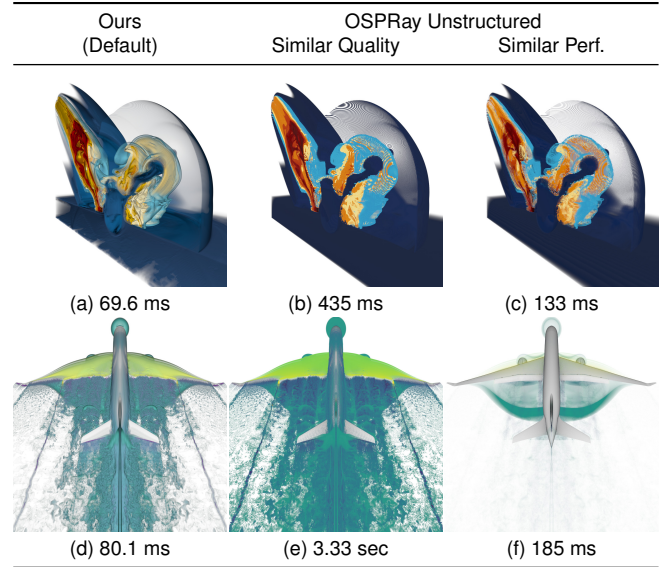 Ours
(Default)
OSPRay Unstructured
Similar Quality
Similar Perf.
(a) 69.6 ms
(b) 435 ms
(c) 133 ms
(d) 80.1 ms
(e) 3.33 sec
(f) 185 ms